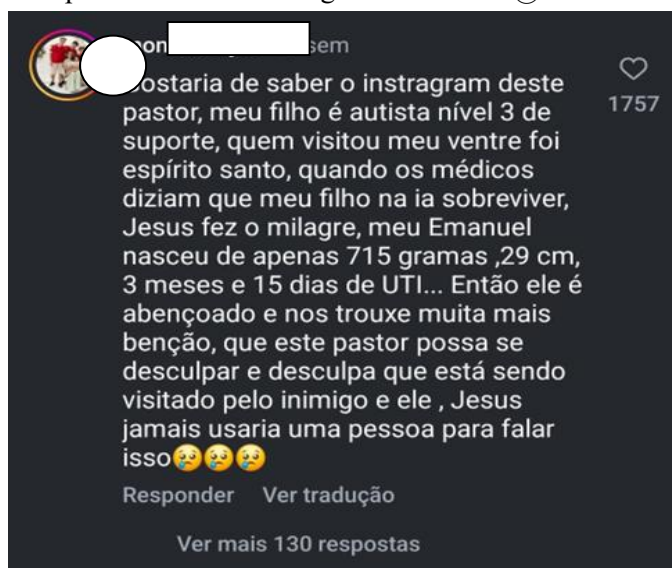 sem
ostaria de saber o instragram deste
1757
pastor, meu filho é autista nível 3 de
suporte, quem visitou meu ventre foi
espírito santo, quando os médicos
diziam que meu filho na ia sobreviver,
Jesus fez o milagre, meu Emanuel
nasceu de apenas 715 gramas ,29 cm,
3 meses e 15 dias de UTI... Então ele é
abençoado e nos trouxe muita mais
benção, que este pastor possa se
desculpar e desculpa que está sendo
visitado pelo inimigo e ele , Jesus
jamais usaria uma pessoa para falar
isso😢😢😢
Responder Ver tradução
Ver mais 130 respostas